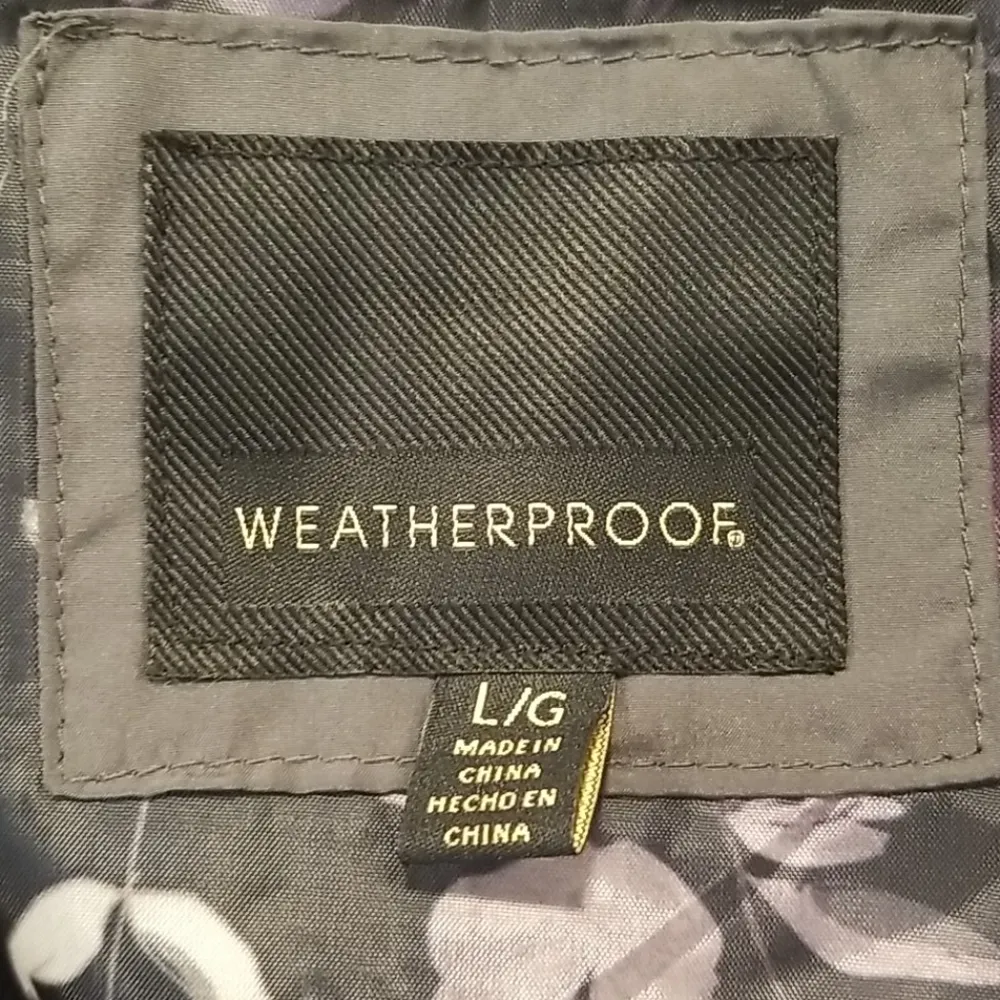 WEATHERPROOF®
L/G
MADE IN
CHINA
HECHO EN
CHINA